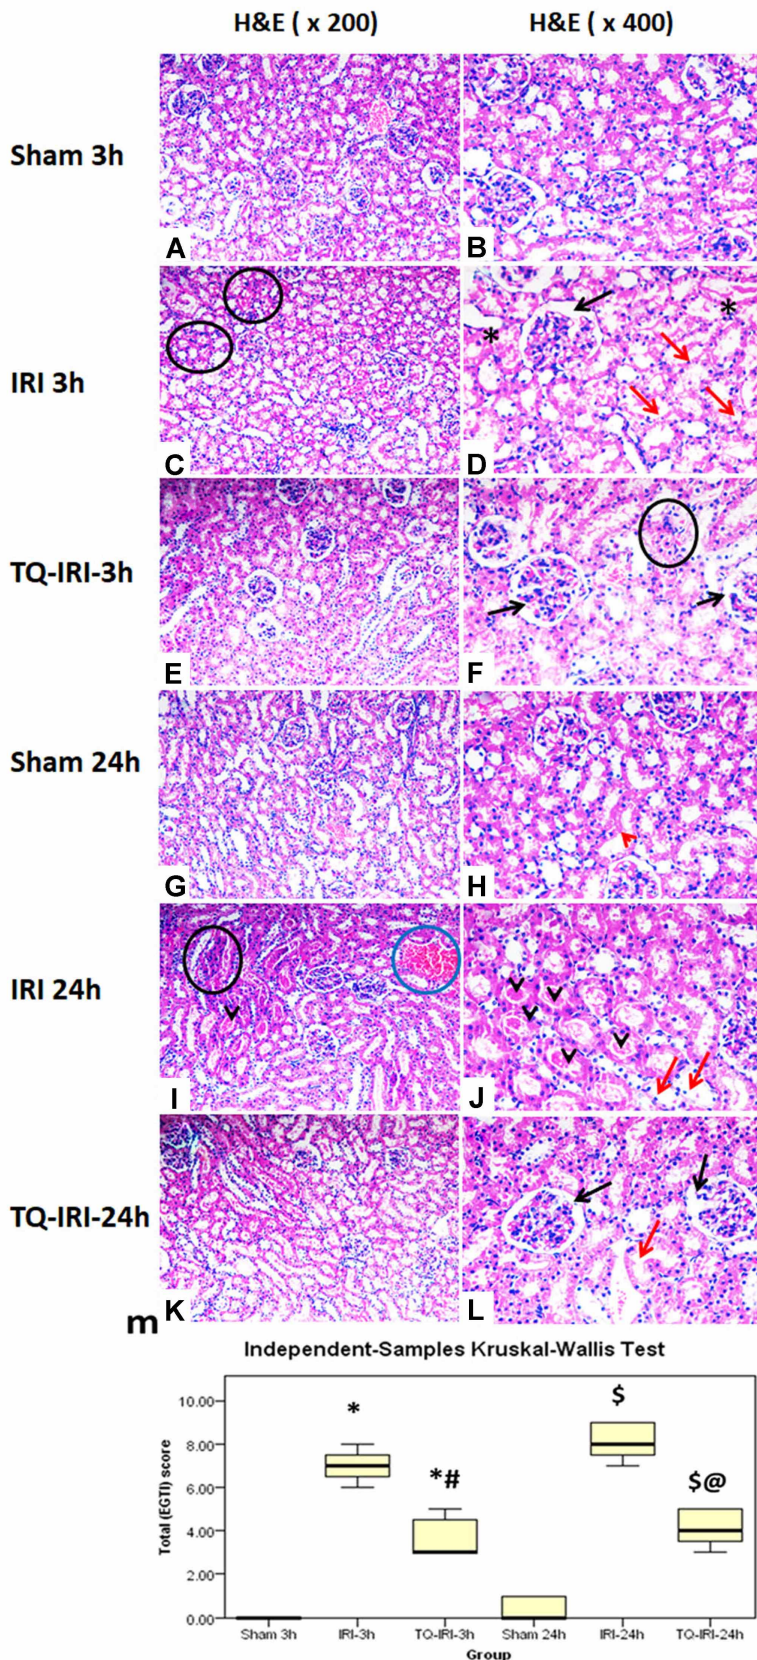 H&E ( x 200) H&E ( x 400)
Sham 3h
A B
*
*
IRI 3h
C D
TQ-IRI-3h
E F
Sham 24h
G H
IRI 24h
I J
TQ-IRI-24h
K L
m
Independent-Samples Kruskal-Wallis Test
Total (EGTI) score
10.00
8.00
6.00
4.00
2.00
0.00
*
*#
$
$@
Sham 3h IRI-3h TQ-IRI-3h Sham 24h IRI-24h TQ-IRI-24h
Group